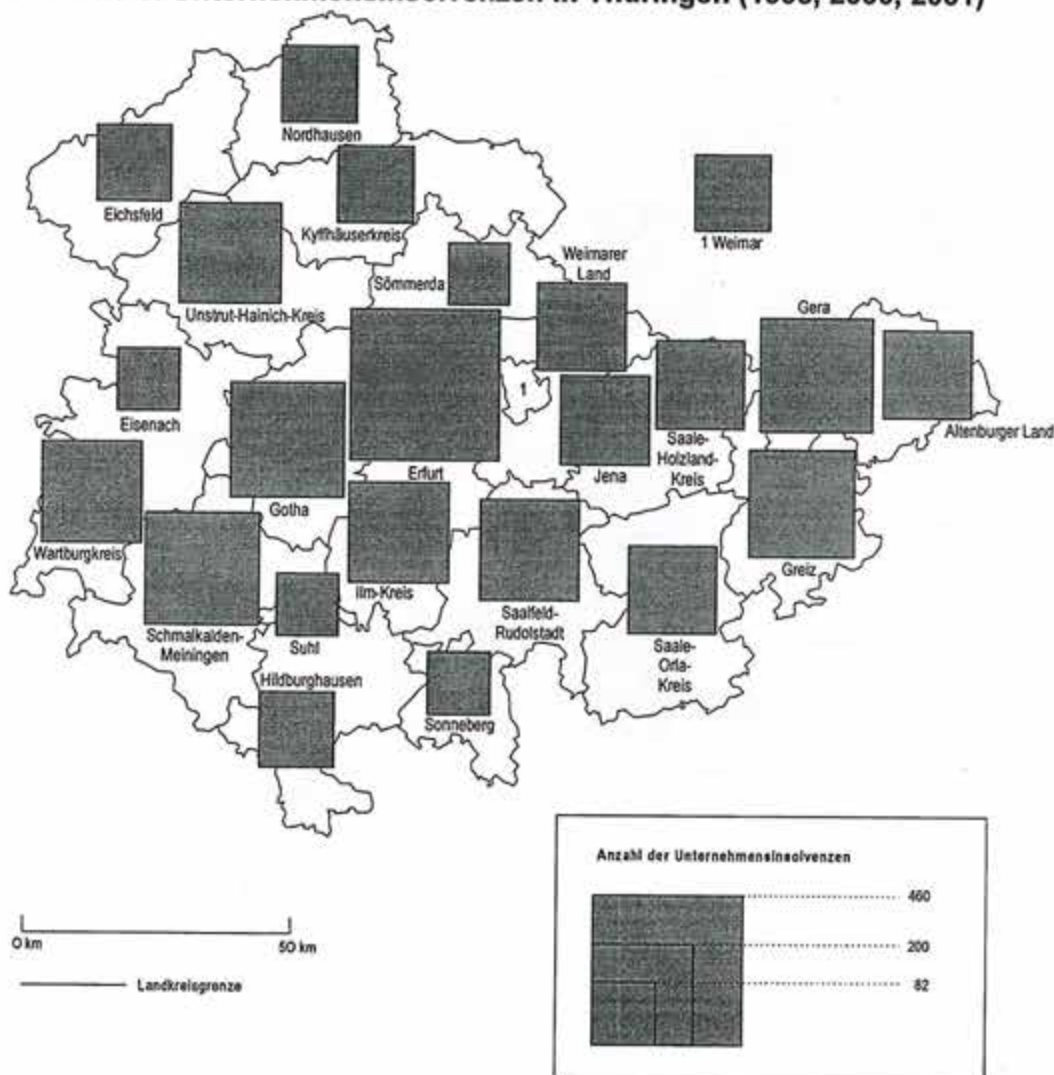 in Thüringen
Nordhausen
Eichsfeld
Kyffhäuserkreis
1 Weimar
Weimarer
Land
Sömmerda
Unstrut-Hainich-Kreis
Gera
1
Eisenach
Altenburger Land
Saale-
Holzland-
Kreis
Jena
Erfurt
Gotha
Wartburgkreis
Greiz
Ilm-Kreis
Saalfeld-
Rudolstadt
Schmalkalden-
Meiningen
Suhl
Saale-
Orla-
Kreis
Hildburghausen
Sonneberg
Anzahl der Unternehmensinsolvenzen
460
200
82
0 km
50 km
Landkreisgrenze